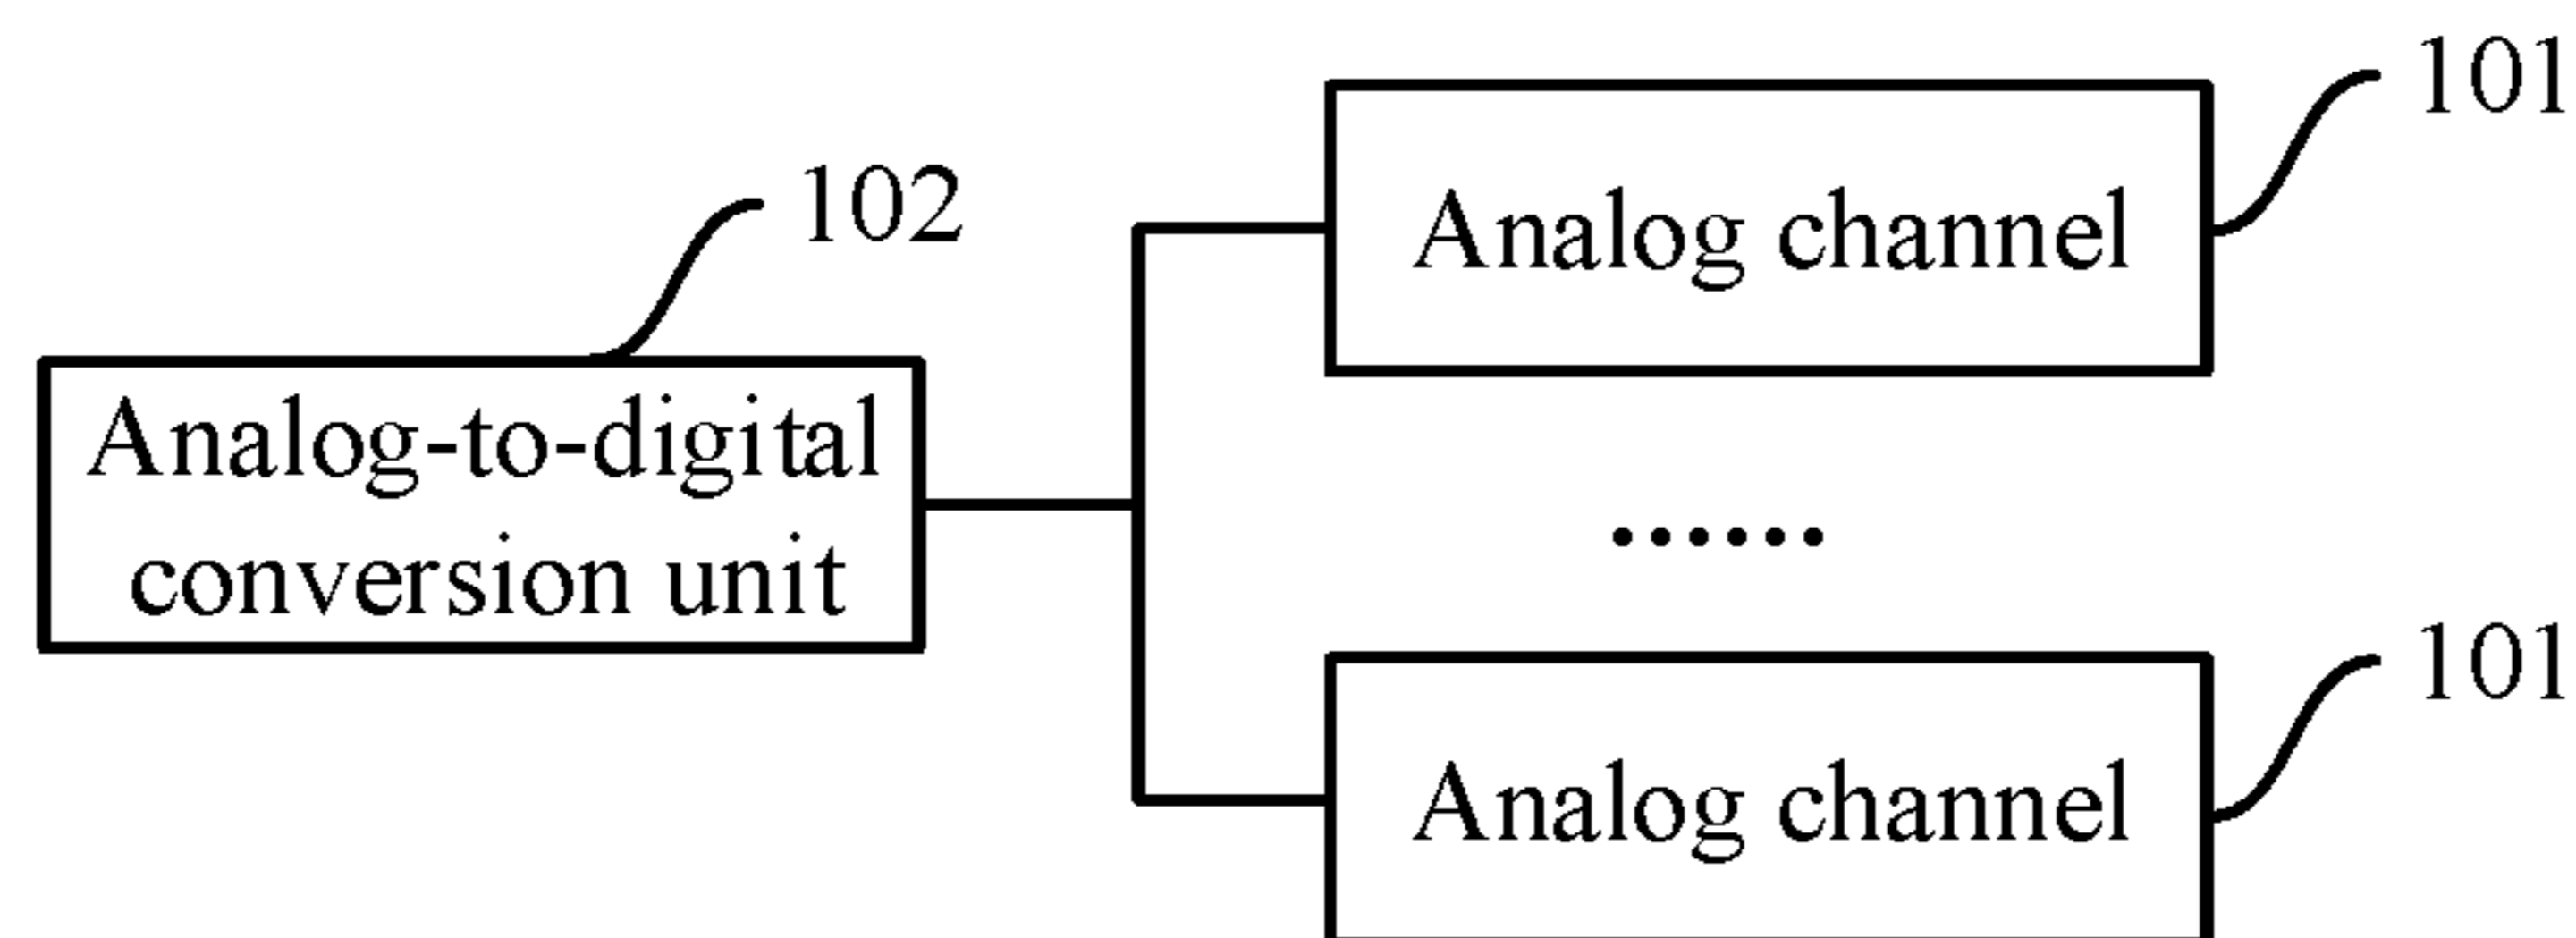 101
Analog channel
102
Analog-to-digital
conversion unit
......
101
Analog channel